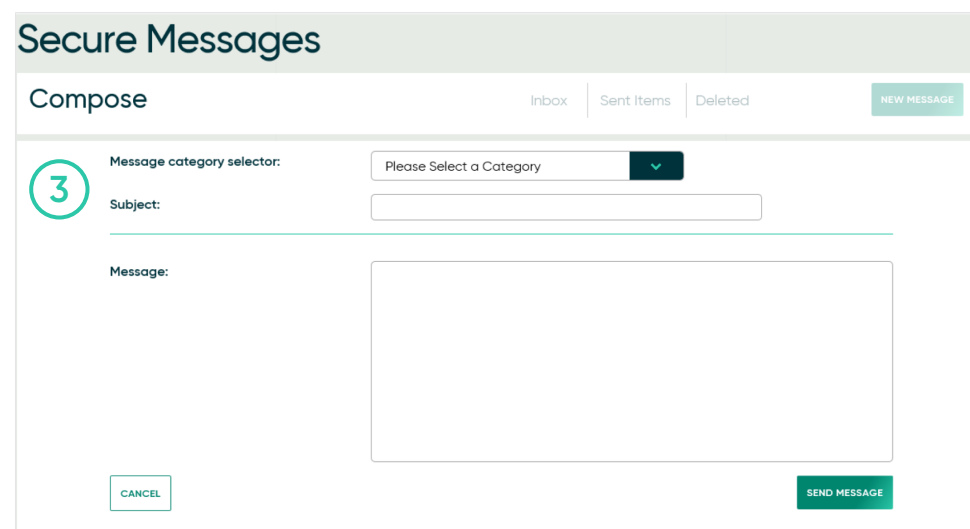 Secure Messages
Compose
Inbox
Sent Items
Deleted
NEW MESSAGE
3
Message category selector:
Please Select a Category
Subject:
Message:
CANCEL
SEND MESSAGE